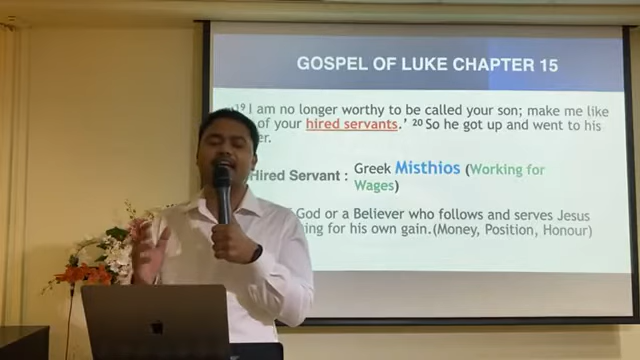 GOSPEL OF LUKE CHAPTER 15
19 I am no longer worthy to be called your son; make me like
of your hired servants.' 20 So he got up and went to his
er.
Hired Servant : Greek Misthios (Working for
Wages)
God or a Believer who follows and serves Jesus
ing for his own gain.(Money, Position, Honour)